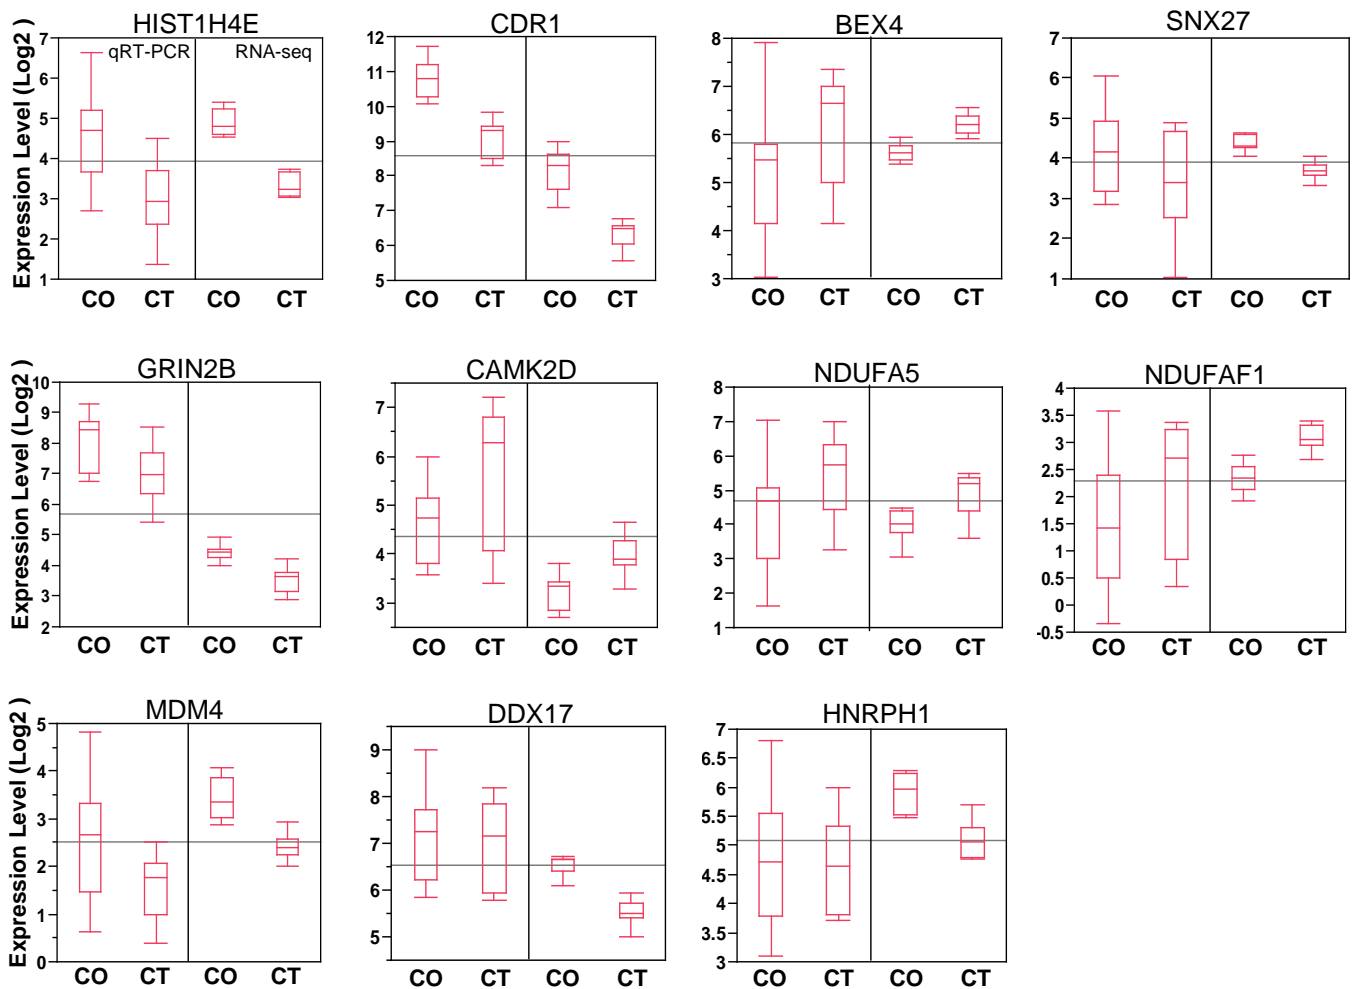 HIST1H4E CDR1 BEX4 SNX27
Expression Level (Log2)
7 6 5 4 3 2 1
qRT-PCR RNA-seq
CO CT CO CT
12 11 10 9 8 7 6 5
CO CT CO CT
8 7 6 5 4 3
CO CT CO CT
7 6 5 4 3 2 1
CO CT CO CT
GRIN2B CAMK2D NDUFA5 NDUFAF1
Expression Level (Log2 )
10 9 8 7 6 5 4 3 2
CO CT CO CT
7 6 5 4 3
CO CT CO CT
8 7 6 5 4 3 2 1
CO CT CO CT
4 3.5 3 2.5 2 1.5 1 0.5 0 -0.5
CO CT CO CT
MDM4 DDX17 HNRPH1
Expression Level (Log2 )
5 4 3 2 1 0
CO CT CO CT
9 8 7 6 5
CO CT CO CT
7 6.5 6 5.5 5 4.5 4 3.5 3
CO CT CO CT